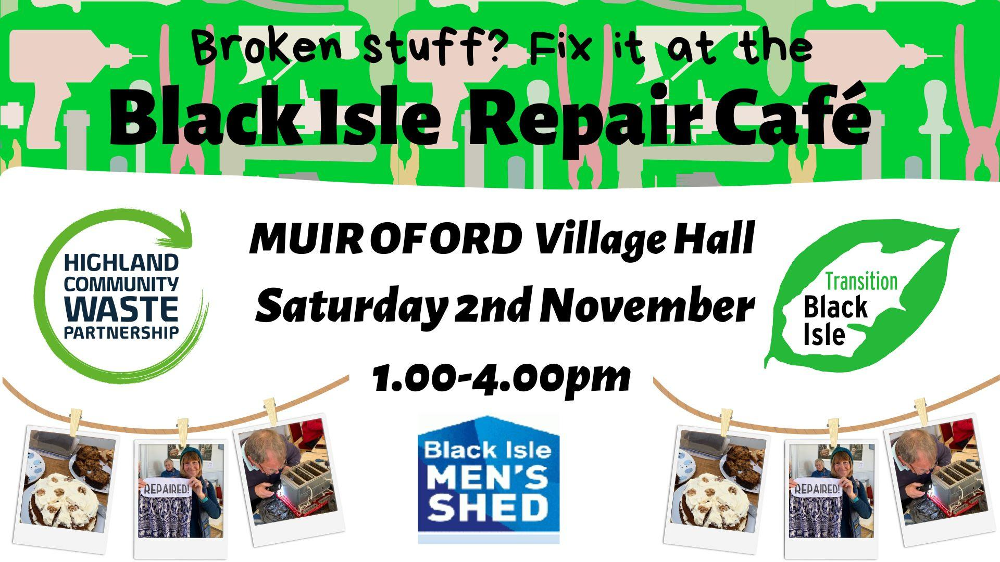 Broken stuff? Fix it at the
Black Isle Repair Café
HIGHLAND
COMMUNITY
WASTE
PARTNERSHIP
MUIR OF ORD Village Hall
Saturday 2nd November
1.00-4.00pm
Transition
Black
Isle
REPAIRED!
Black Isle
MEN'S
SHED
REPAIRED!